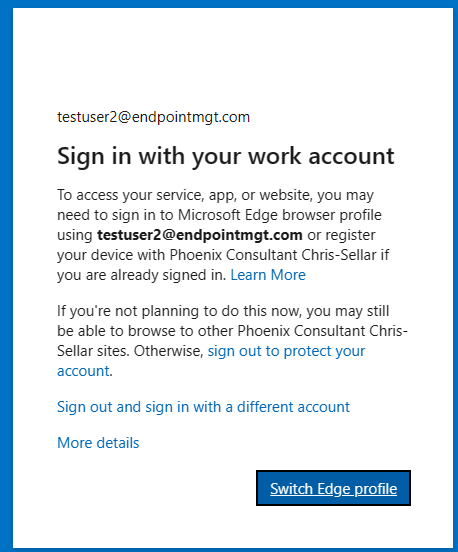 testuser2@endpointmgt.com
Sign in with your work account
To access your service, app, or website, you may
need to sign in to Microsoft Edge browser profile
using testuser2@endpointmgt.com or register
your device with Phoenix Consultant Chris-Sellar if
you are already signed in. Learn More
If you're not planning to do this now, you may still
be able to browse to other Phoenix Consultant Chris-
Sellar sites. Otherwise, sign out to protect your
account.
Sign out and sign in with a different account
More details
Switch Edge profile